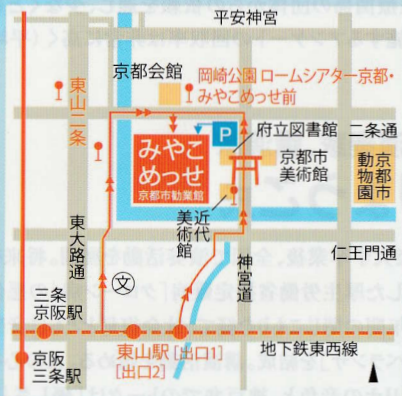 平安神宮
京都会館
岡崎公園 ロームシアター京都・
みやこめっせ前
東山二条
P
みやこ
めっせ
京都市勧業館
府立図書館
二条通
京都市
美術館
京都市
動物園
近代
美術館
東大路通
仁王門通
神宮道
文
三条
京阪駅
東山駅[出口1]
[出口2]
地下鉄東西線
京阪
三条駅